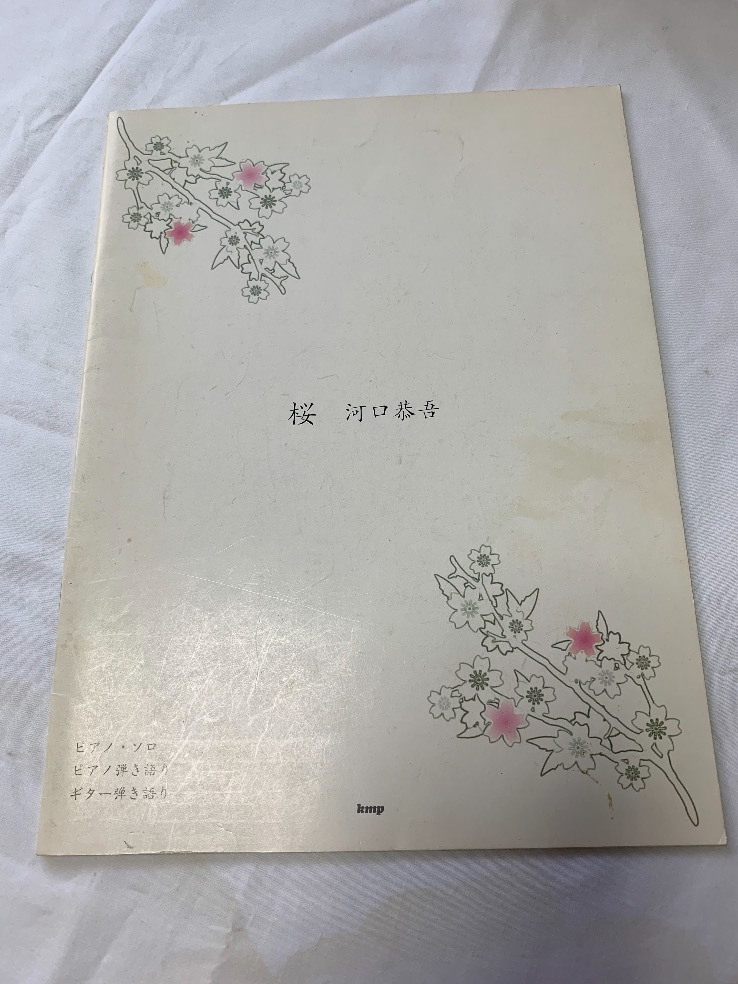 桜 河口恭吾
ピアノ・ソロ
ピアノ弾き語り
ギター弾き語り
kmp